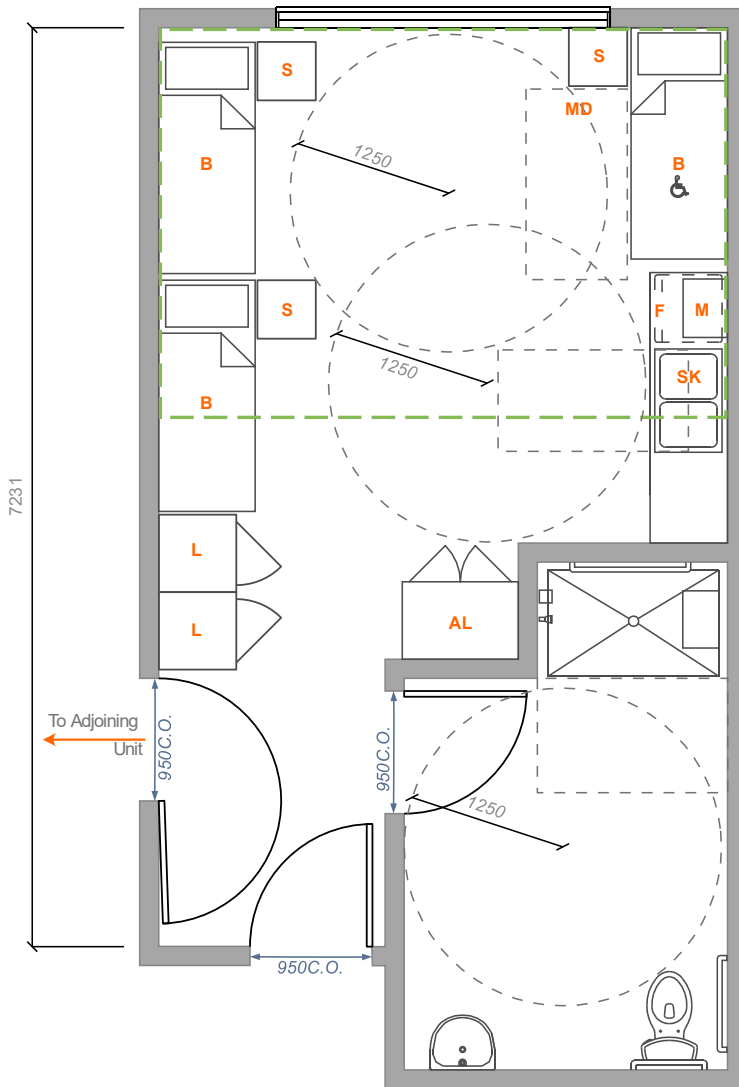 S
S
MD
B
B
1250
S
F
M
1250
SK
B
7231
L
L
AL
To Adjoining
Unit
950C.O.
950C.O.
1250
950C.O.